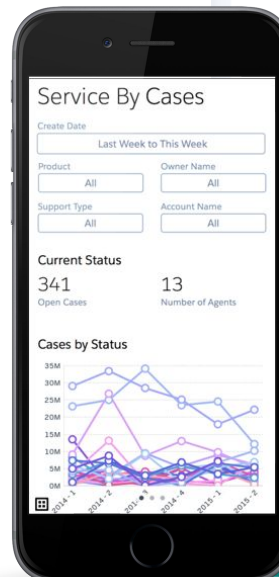 Service By Cases
Create Date
Last Week to This Week
Product Owner Name
All All
Support Type Account Name
All All
Current Status
341 13
Open Cases Number of Agents
Cases by Status
35M
30M
25M
20M
15M
10M
5M
0M
2014 - 1 2014 - 2 2014 - 4 2015 - 1 2015 - 2